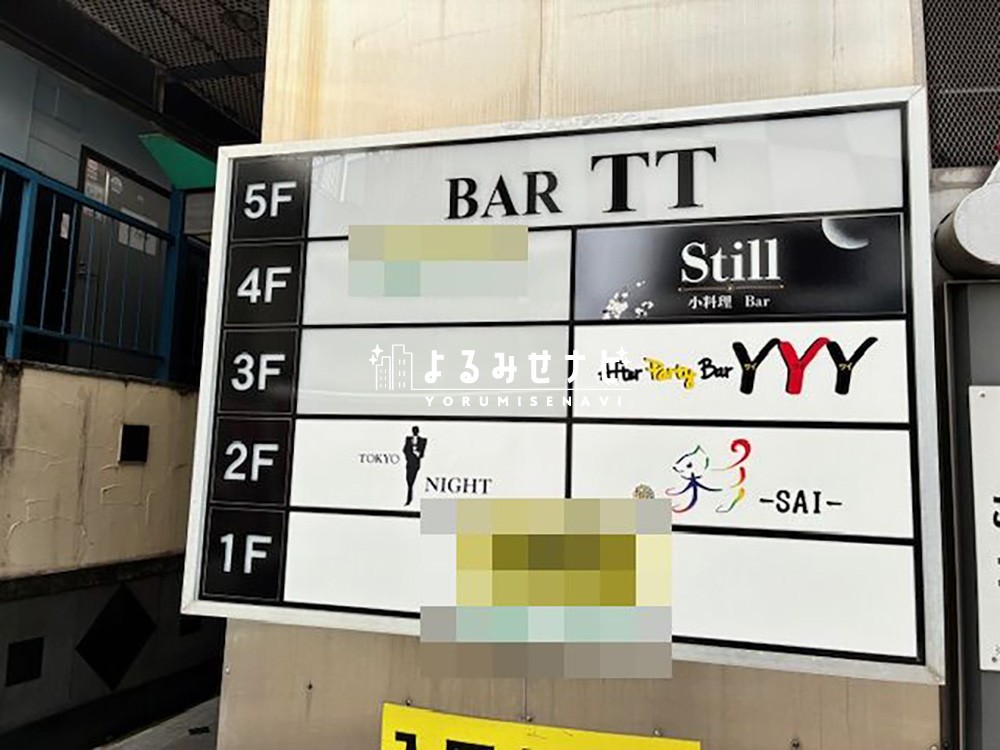 5F
BAR TT
4F
Still
小料理 Bar
3F
よるみせナビ
YORUMISENAVI
After Party Bar YYY
2F
TOKYO
NIGHT
-SAI-
1F